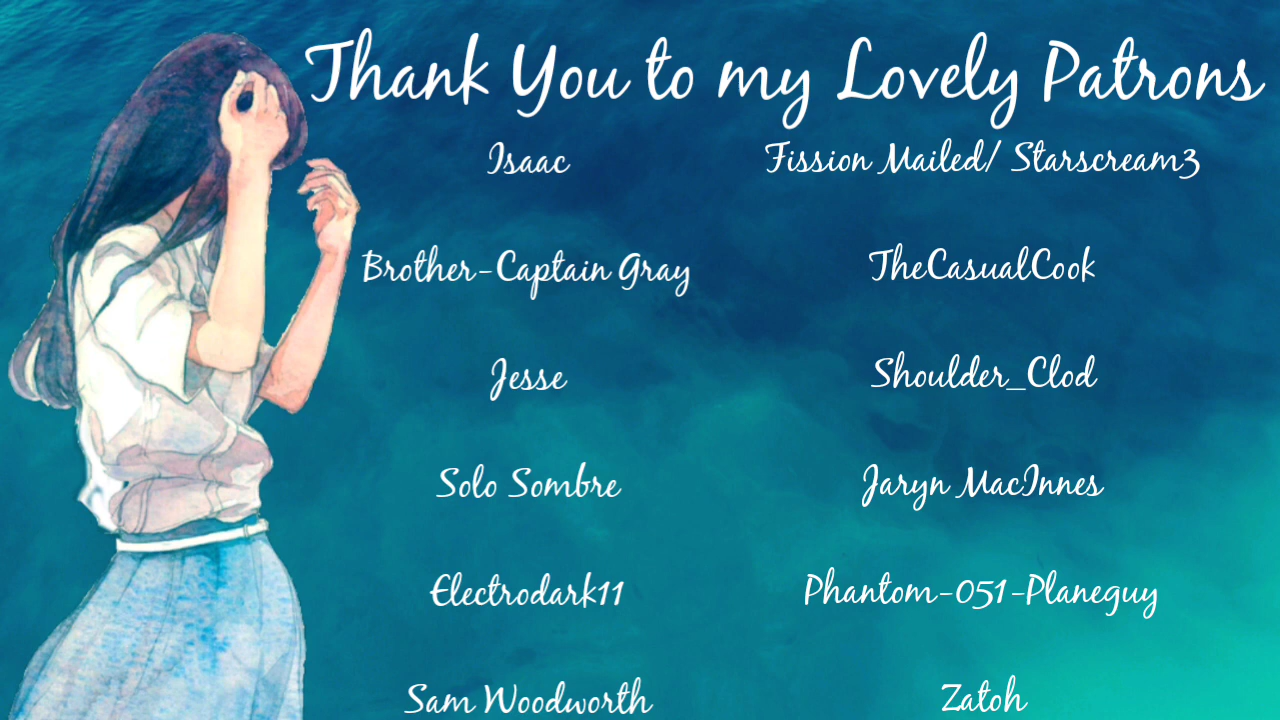 Thank You to my Lovely Patrons
Isaac
Fission Mailed/ Starscream3
Brother-Captain Gray
TheCasualCook
Jesse
Shoulder_Clod
Solo Sombre
Jaryn MacInnes
Electrodark11
Phantom-051-Planeguy
Sam Woodworth
Zatoh